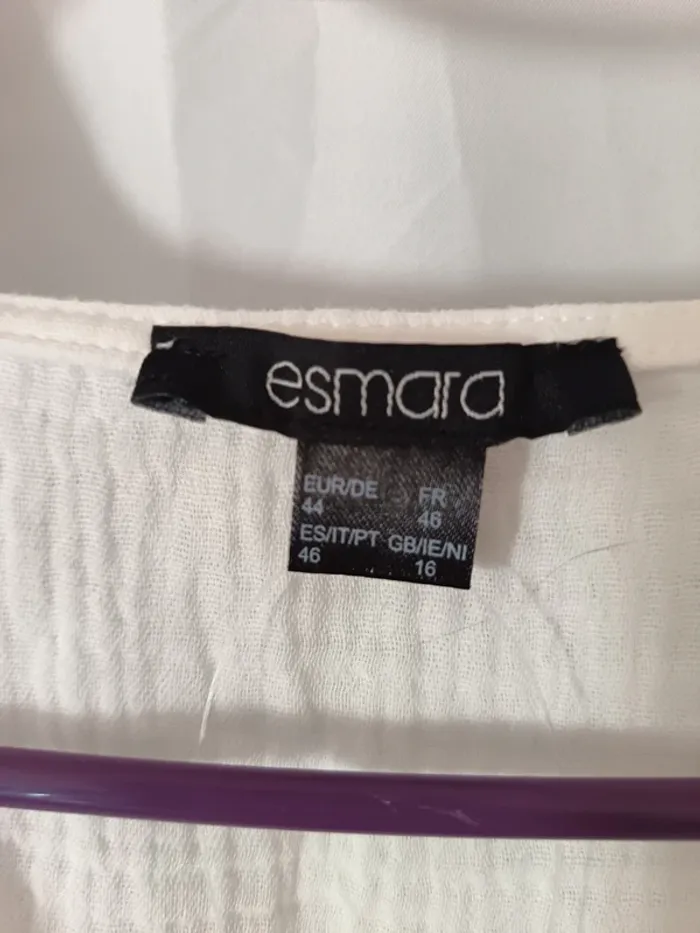 esmara
EUR/DE FR
44 46
ES/IT/PT GB/IE/NI
46 16